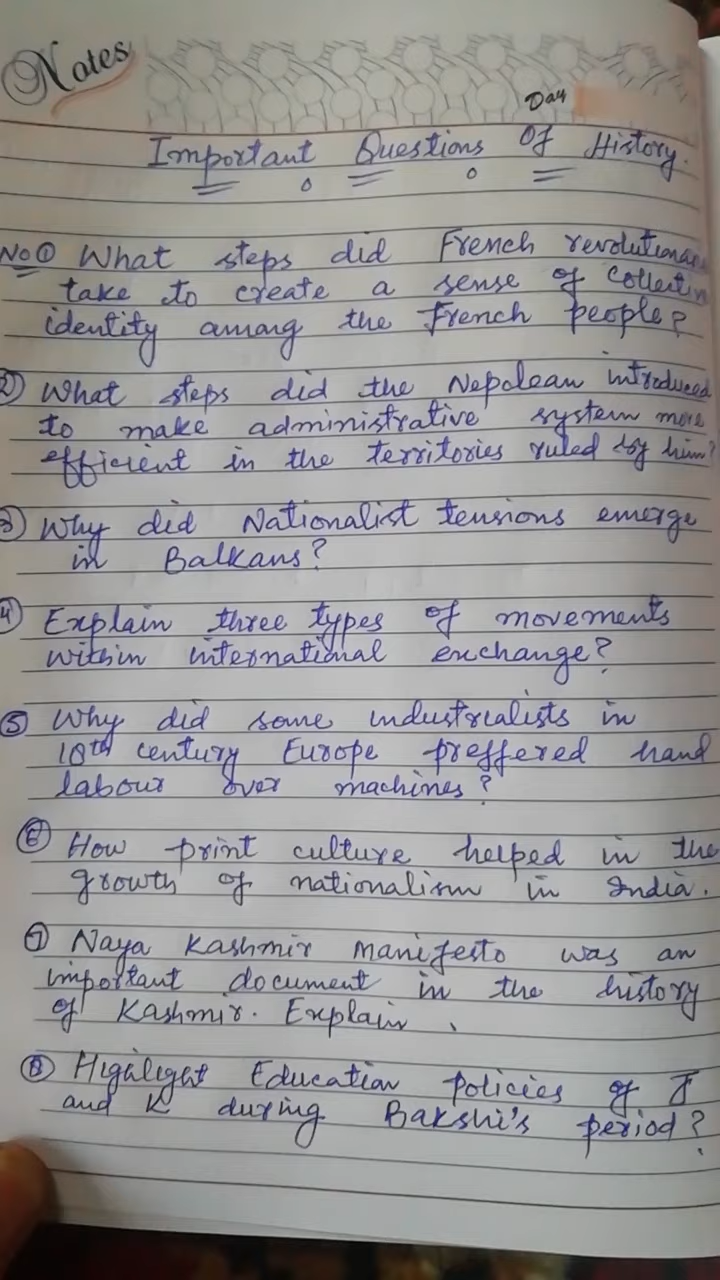 Notes
Day
Important Questions Of History.
No ① What steps did French revolutionar
take to create a sense of collectiv
identity among the French people?
2) What steps did the Nepolean introduced
to make administrative system more
efficient in the territories ruled by him?
3) Why did Nationalist tensions emerge
in Balkans?
4) Explain three types of movements
within international exchange?
⑤ Why did some industrialists in
18th century Europe preffered hand
labour over machines?
⑥ How print culture helped in the
growth of nationalism in India.
⑦ Naya Kashmir manifesto was an
important document in the history
of Kashmir. Explain.
⑧ Highlight Education policies of J
and K during Bakshi's period?